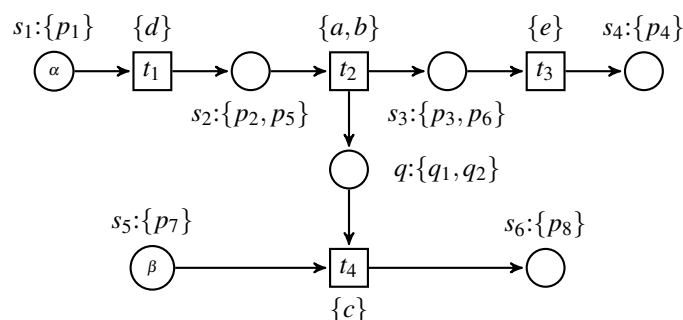 s₁:{p₁} {d} {a, b} {e} s₄:{p₄}
α t₁ t₂ t₃
s₂:{p₂, p₅} s₃:{p₃, p₆}
q:{q₁, q₂}
s₅:{p₇} s₆:{p₈}
β t₄
{c}